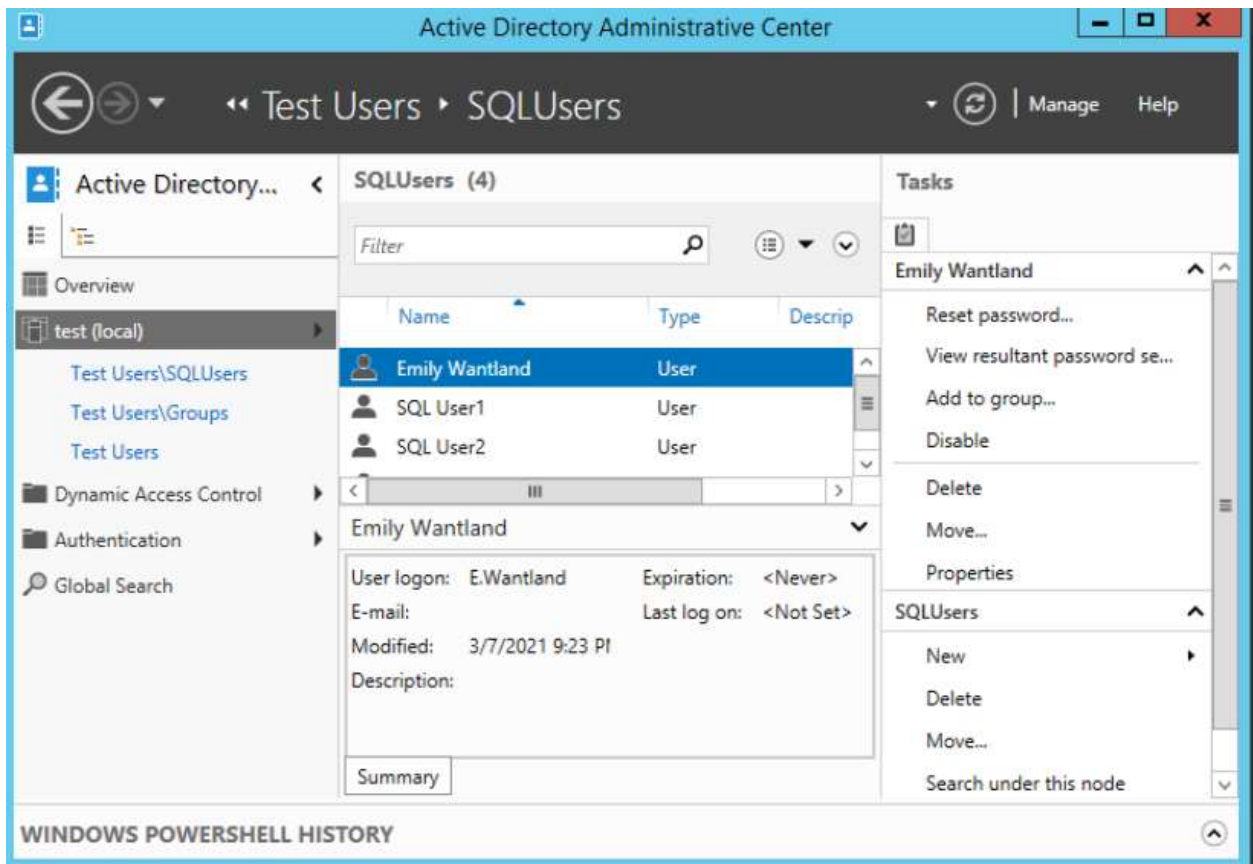 Active Directory Administrative Center
Test Users SQLUsers
Manage Help
Active Directory...
Overview
test (local)
Test Users\SQLUsers
Test Users\Groups
Test Users
Dynamic Access Control
Authentication
Global Search
SQLUsers (4)
Filter
Name Type Descrip
Emily Wantland User
SQL User1 User
SQL User2 User
Emily Wantland
User logon: E.Wantland Expiration: <Never>
E-mail: Last log on: <Not Set>
Modified: 3/7/2021 9:23 PM
Description:
Summary
Tasks
Emily Wantland
Reset password...
View resultant password se...
Add to group...
Disable
Delete
Move...
Properties
SQLUsers
New
Delete
Move...
Search under this node
WINDOWS POWERSHELL HISTORY